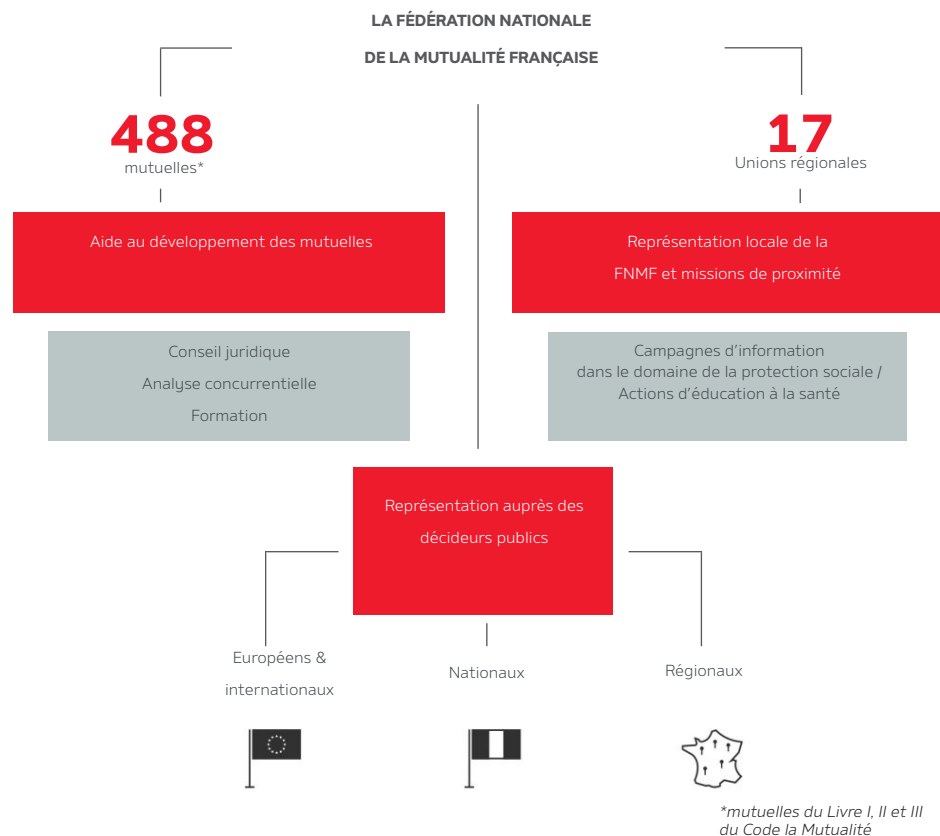 LA FÉDÉRATION NATIONALE
DE LA MUTUALITÉ FRANÇAISE
488
mutuelles*
17
Unions régionales
Aide au développement des mutuelles
Représentation locale de la
FNMF et missions de proximité
Conseil juridique
Analyse concurrentielle
Formation
Campagnes d'information
dans le domaine de la protection sociale /
Actions d'éducation à la santé
Représentation auprès des
décideurs publics
Européens &
internationaux
Nationaux
Régionaux
*mutuelles du Livre I, II et III
du Code la Mutualité